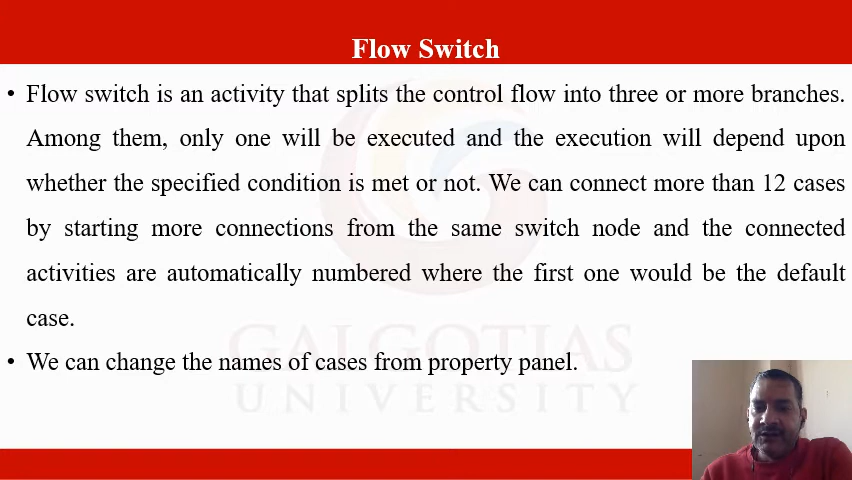 Flow Switch
• Flow switch is an activity that splits the control flow into three or more branches.
Among them, only one will be executed and the execution will depend upon
whether the specified condition is met or not. We can connect more than 12 cases
by starting more connections from the same switch node and the connected
activities are automatically numbered where the first one would be the default
case.
• We can change the names of cases from property panel.
GALGOTIAS
UNIVERSITY